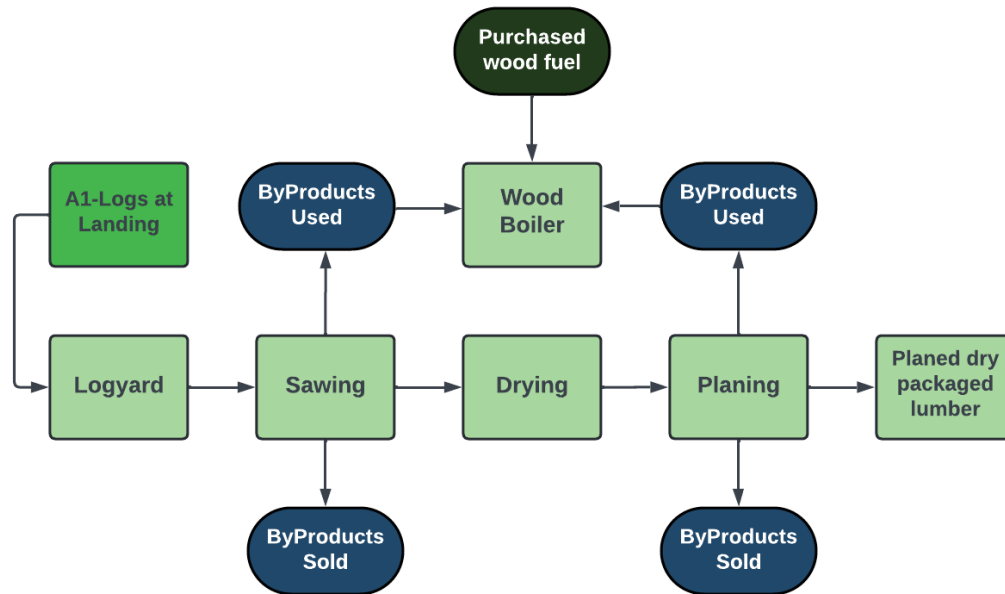 Purchased
wood fuel
A1-Logs at
Landing
ByProducts
Used
Wood
Boiler
ByProducts
Used
Logyard
Sawing
Drying
Planing
Planed dry
packaged
lumber
ByProducts
Sold
ByProducts
Sold